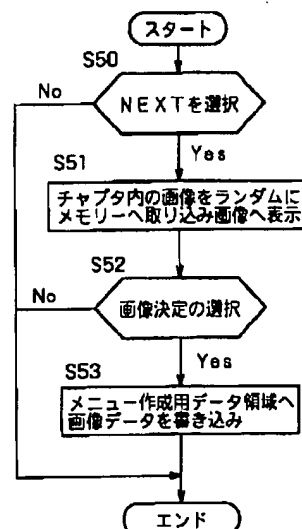 スタート
S50
NEXTを選択
No
Yes
S51
チャプタ内の画像をランダムに
メモリーへ取り込み画像へ表示
S52
画像決定の選択
No
Yes
S53
メニュー作成用データ領域へ
画像データを書き込み
エンド